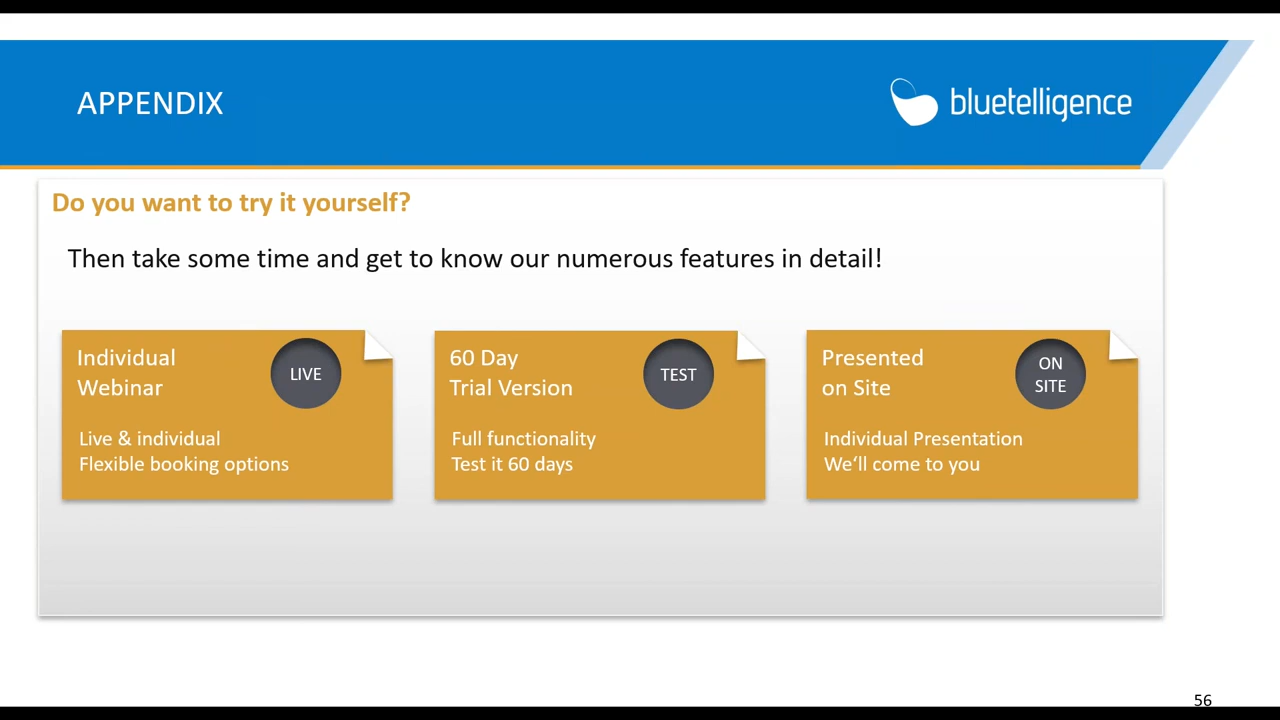 APPENDIX
bluetelligence
Do you want to try it yourself?
Then take some time and get to know our numerous features in detail!
Individual
Webinar
LIVE
Live & individual
Flexible booking options
60 Day
Trial Version
TEST
Full functionality
Test it 60 days
Presented
on Site
ON
SITE
Individual Presentation
We‘ll come to you
56